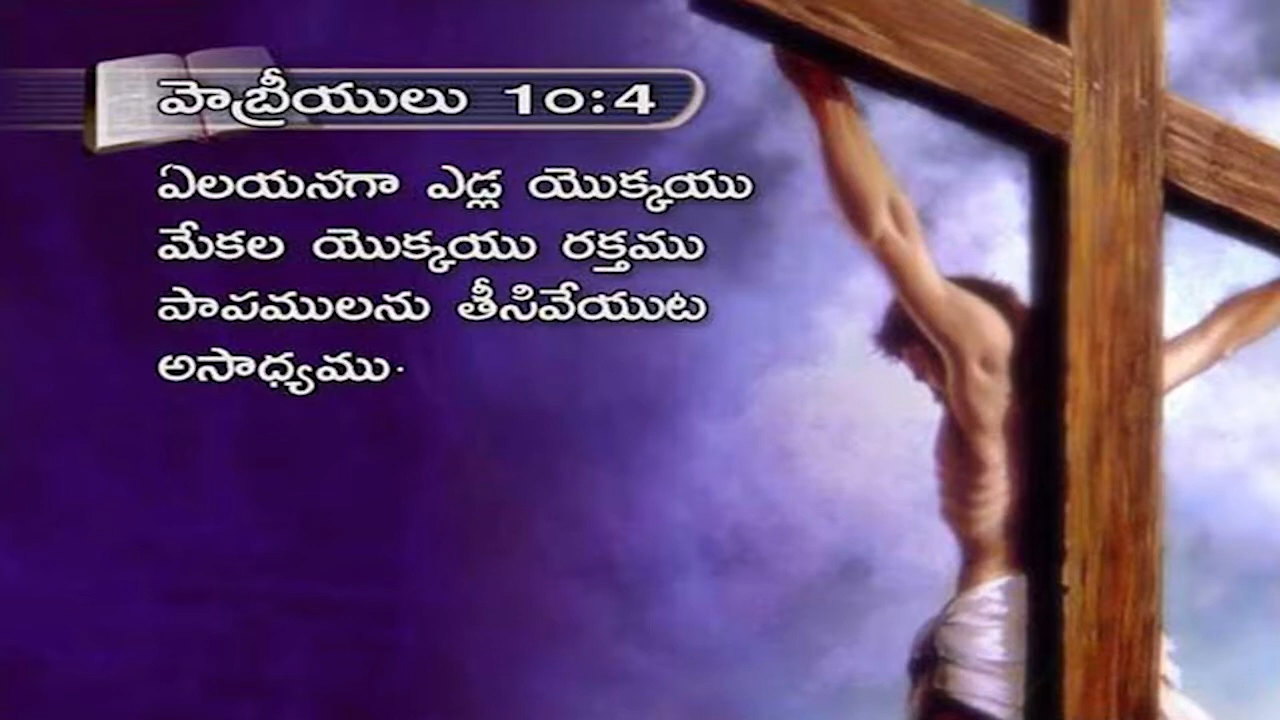 హెబ్రీయులు 10:4
ఏలయనగా ఎడ్ల యొక్కయు
మేకల యొక్కయు రక్తము
పాపములను తీసివేయుట
అసాధ్యము.